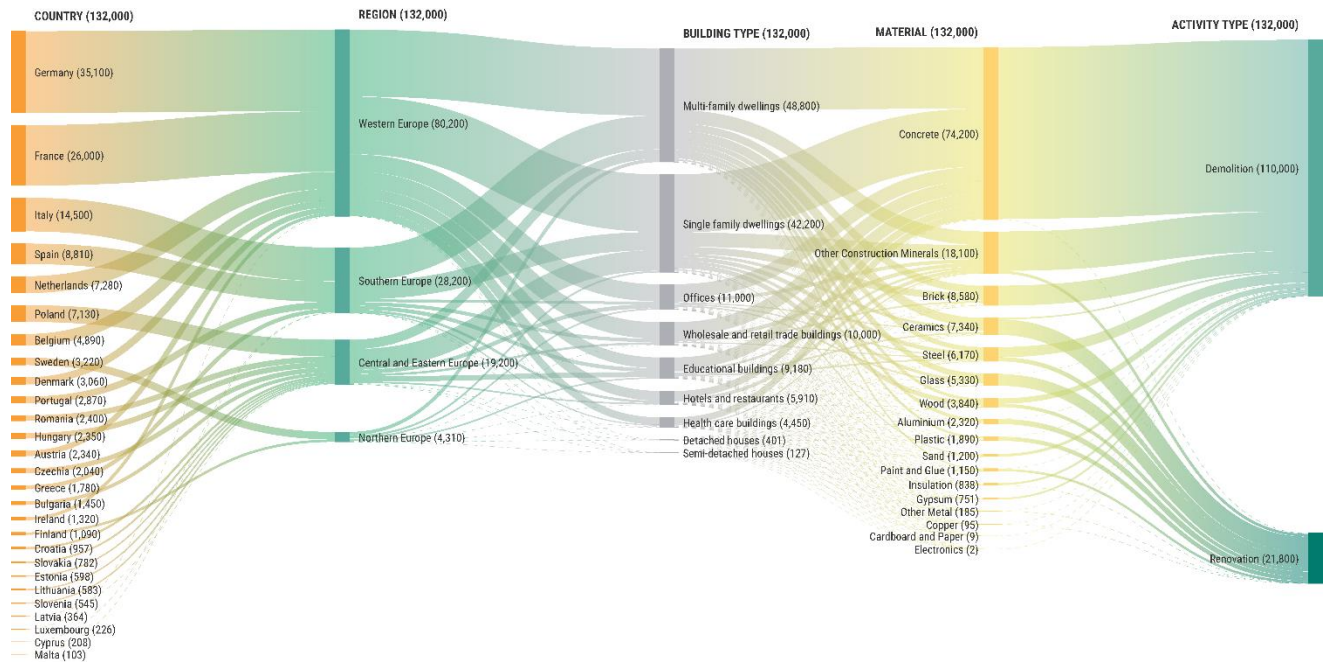 COUNTRY (132,000)
Germany (35,100)
France (26,000)
Italy (14,500)
Spain (8,810)
Netherlands (7,280)
Poland (7,130)
Belgium (4,890)
Sweden (3,220)
Denmark (3,060)
Portugal (2,870)
Romania (2,400)
Hungary (2,350)
Austria (2,340)
Czechia (2,040)
Greece (1,780)
Bulgaria (1,450)
Ireland (1,320)
Finland (1,090)
Croatia (957)
Slovakia (782)
Estonia (598)
Lithuania (583)
Slovenia (545)
Latvia (364)
Luxembourg (226)
Cyprus (208)
Malta (103)
REGION (132,000)
Western Europe (80,200)
Southern Europe (28,200)
Central and Eastern Europe (19,200)
Northern Europe (4,310)
BUILDING TYPE (132,000)
Multi-family dwellings (48,800)
Single family dwellings (42,200)
Offices (11,000)
Wholesale and retail trade buildings (10,000)
Educational buildings (9,180)
Hotels and restaurants (5,910)
Health care buildings (4,450)
Detached houses (401)
Semi-detached houses (127)
MATERIAL (132,000)
Concrete (74,200)
Other Construction Minerals (18,100)
Brick (8,580)
Ceramics (7,340)
Steel (6,170)
Glass (5,330)
Wood (3,840)
Aluminium (2,320)
Plastic (1,890)
Sand (1,200)
Paint and Glue (1,150)
Insulation (838)
Gypsum (751)
Other Metal (185)
Copper (95)
Cardboard and Paper (9)
Electronics (2)
ACTIVITY TYPE (132,000)
Demolition (110,000)
Renovation (21,800)